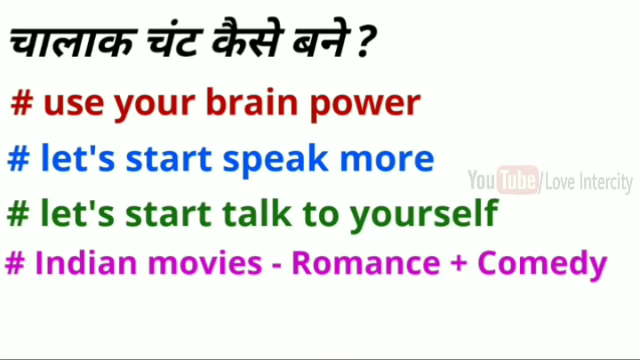 चालाक चंट कैसे बने ?
# use your brain power
# let's start speak more
YouTube/Love Intercity
# let's start talk to yourself
# Indian movies - Romance + Comedy